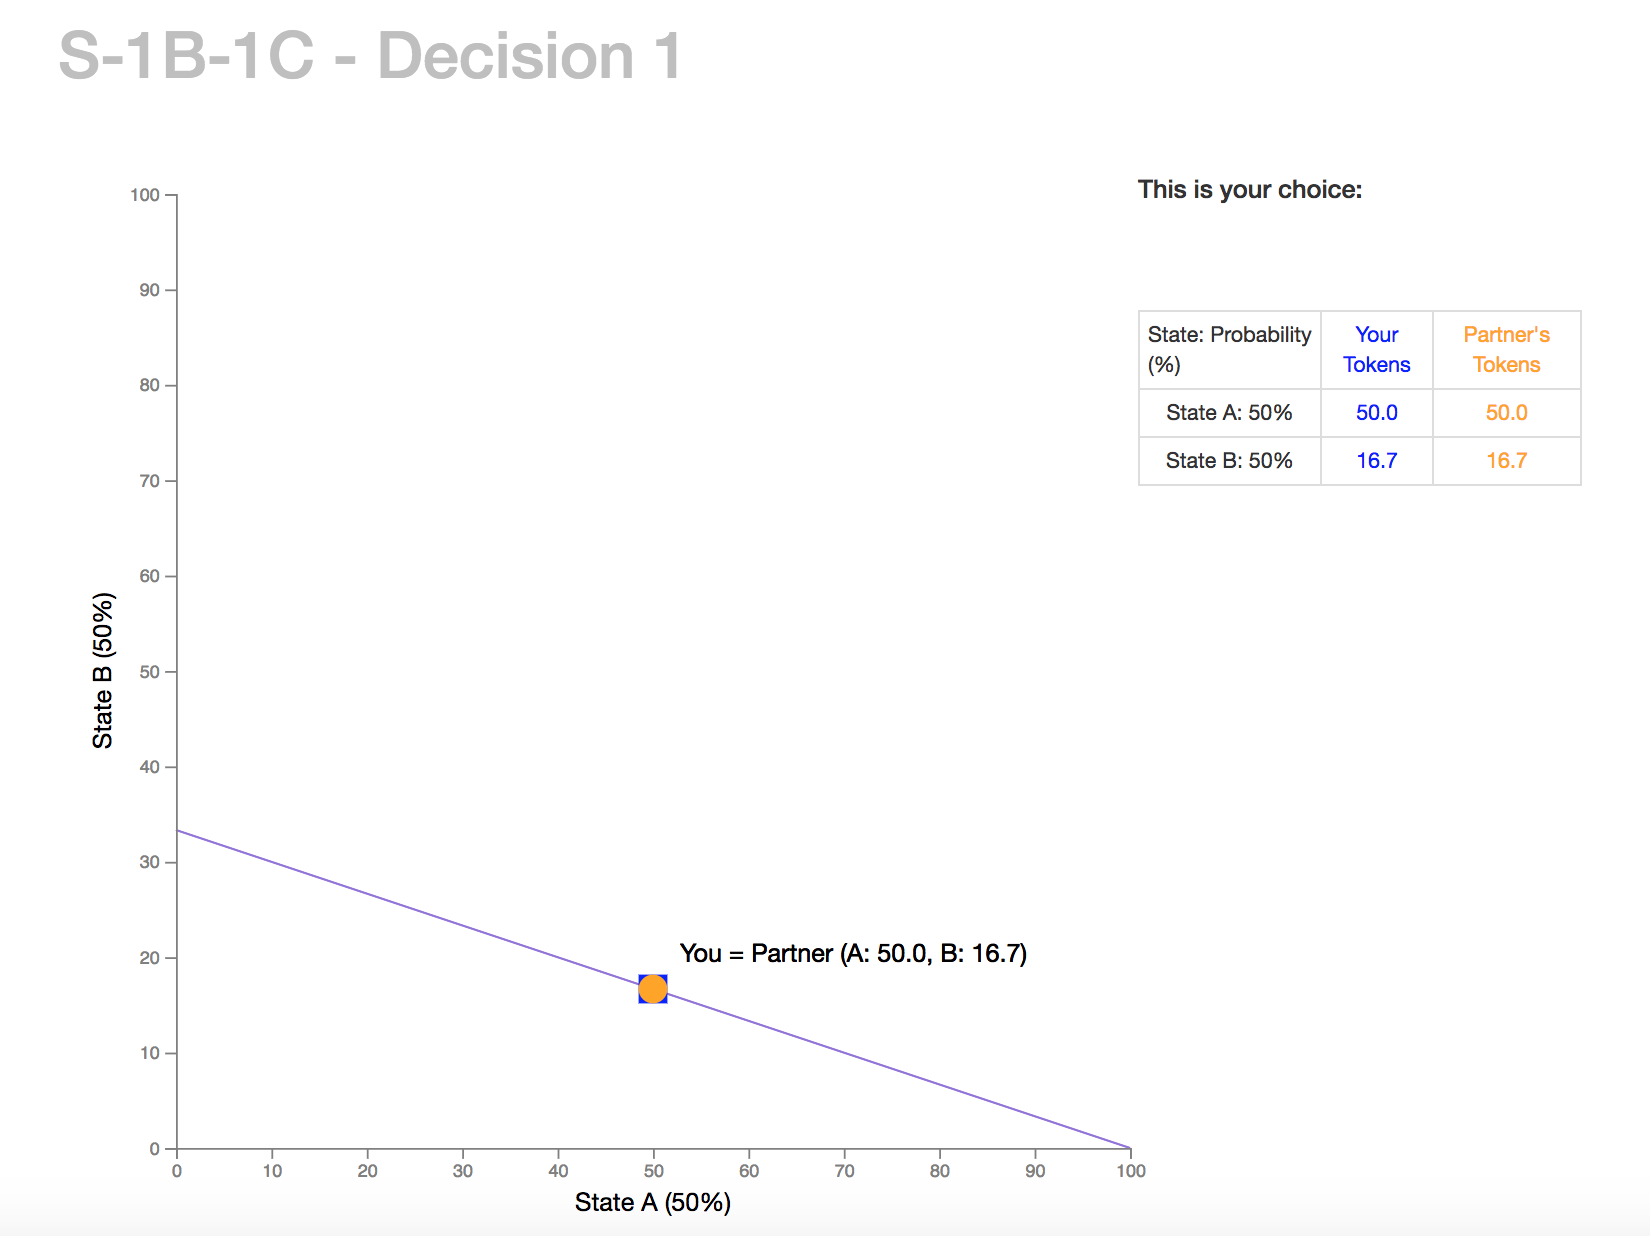 S-1B-1C - Decision 1
This is your choice:
State: Probability (%)
Your Tokens
Partner's Tokens
State A: 50%
50.0
50.0
State B: 50%
16.7
16.7
100
90
80
70
60
50
40
30
20
10
0
State B (50%)
You = Partner (A: 50.0, B: 16.7)
0
10
20
30
40
50
60
70
80
90
100
State A (50%)